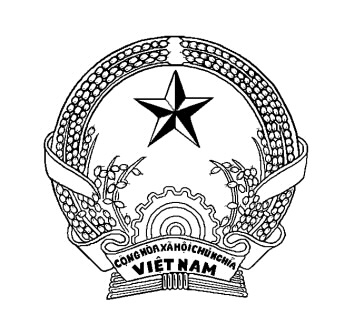 CỘNG HÒA XÃ HỘI CHỦ NGHĨA
VIỆT NAM